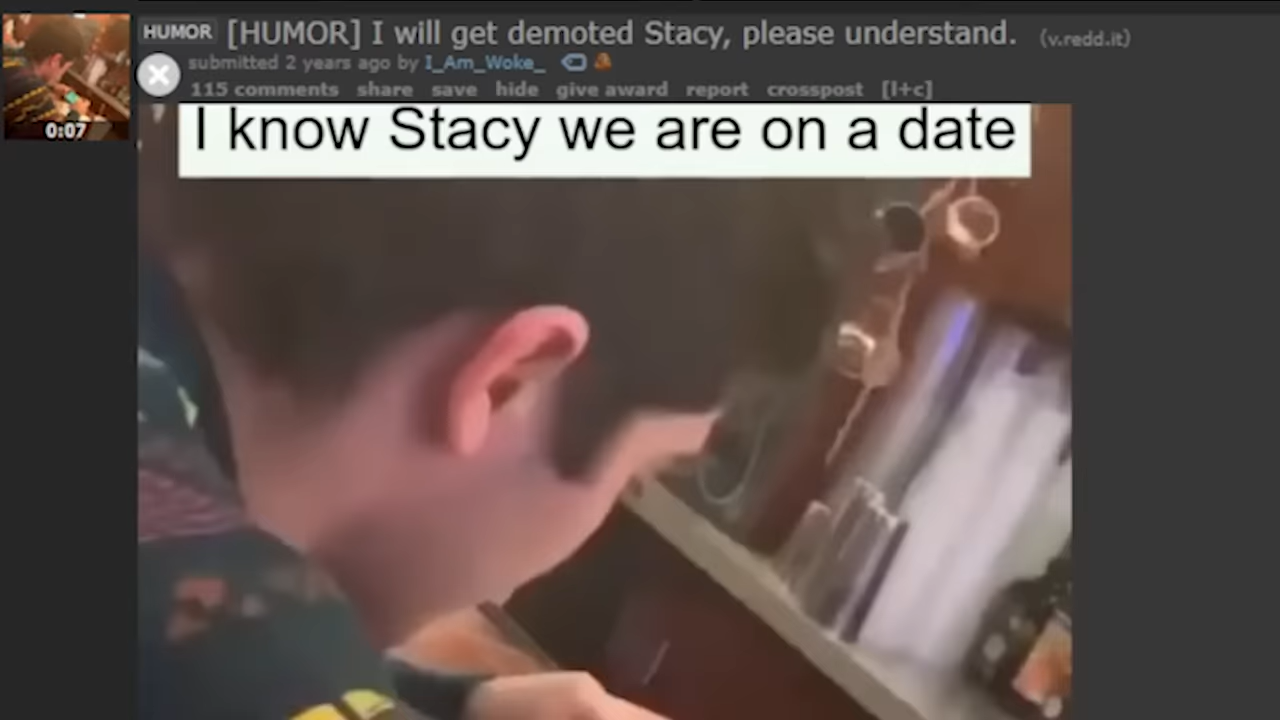 HUMOR [HUMOR] I will get demoted Stacy, please understand. (v.redd.it)
submitted 2 years ago by I_Am_Woke_
115 comments share save hide give award report crosspost [l+c]
0:07
I know Stacy we are on a date